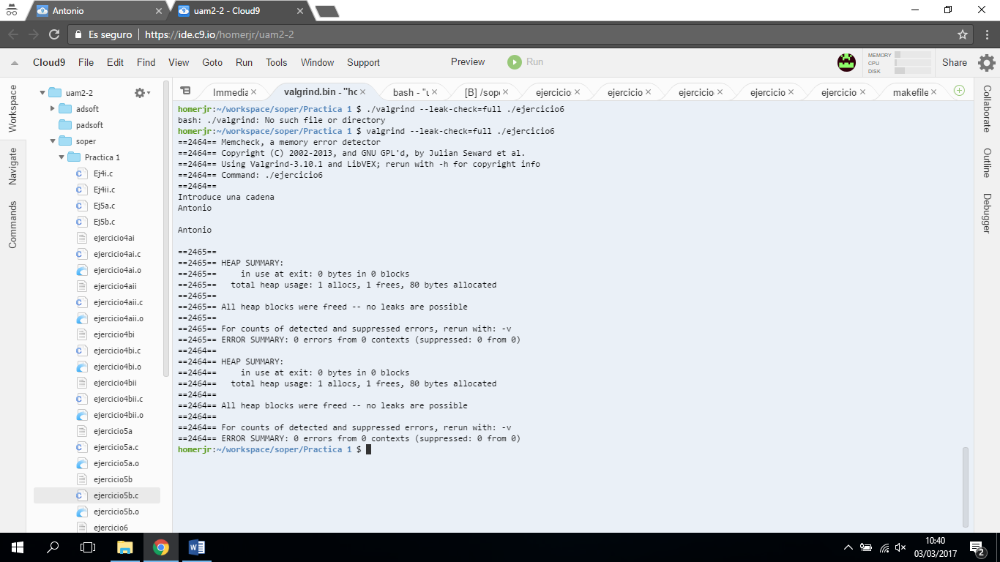 Antonio
uam2-2 - Cloud9
Es seguro | https://ide.c9.io/homerjr/uam2-2
Cloud9 File Edit Find View Goto Run Tools Window Support Preview Run MEMORY CPU DISK Share
Workspace
Navigate
Commands
uam2-2
adsoft
padsoft
soper
Practica 1
Ej4i.c
Ej4ii.c
Ej5a.c
Ej5b.c
ejercicio4ai
ejercicio4ai.c
ejercicio4ai.o
ejercicio4aii
ejercicio4aii.c
ejercicio4aii.o
ejercicio4bi
ejercicio4bi.c
ejercicio4bi.o
ejercicio4bii
ejercicio4bii.c
ejercicio4bii.o
ejercicio5a
ejercicio5a.c
ejercicio5a.o
ejercicio5b
ejercicio5b.c
ejercicio5b.o
ejercicio6
Immedia valgrind.bin - "ho bash - "u [B] /sop ejercicio ejercicio ejercicio ejercicio ejercicio makefile
homerjr:~/workspace/soper/Practica 1 $ ./valgrind --leak-check=full ./ejercicio6
bash: ./valgrind: No such file or directory
homerjr:~/workspace/soper/Practica 1 $ valgrind --leak-check=full ./ejercicio6
==2464== Memcheck, a memory error detector
==2464== Copyright (C) 2002-2013, and GNU GPL'd, by Julian Seward et al.
==2464== Using Valgrind-3.10.1 and LibVEX; rerun with -h for copyright info
==2464== Command: ./ejercicio6
==2464==
Introduce una cadena
Antonio
Antonio
==2465==
==2465== HEAP SUMMARY:
==2465==     in use at exit: 0 bytes in 0 blocks
==2465==   total heap usage: 1 allocs, 1 frees, 80 bytes allocated
==2465==
==2465== All heap blocks were freed -- no leaks are possible
==2465==
==2465== For counts of detected and suppressed errors, rerun with: -v
==2465== ERROR SUMMARY: 0 errors from 0 contexts (suppressed: 0 from 0)
==2464==
==2464== HEAP SUMMARY:
==2464==     in use at exit: 0 bytes in 0 blocks
==2464==   total heap usage: 1 allocs, 1 frees, 80 bytes allocated
==2464==
==2464== All heap blocks were freed -- no leaks are possible
==2464==
==2464== For counts of detected and suppressed errors, rerun with: -v
==2464== ERROR SUMMARY: 0 errors from 0 contexts (suppressed: 0 from 0)
homerjr:~/workspace/soper/Practica 1 $
Collaborate
Outline
Debugger
10:40
03/03/2017
2